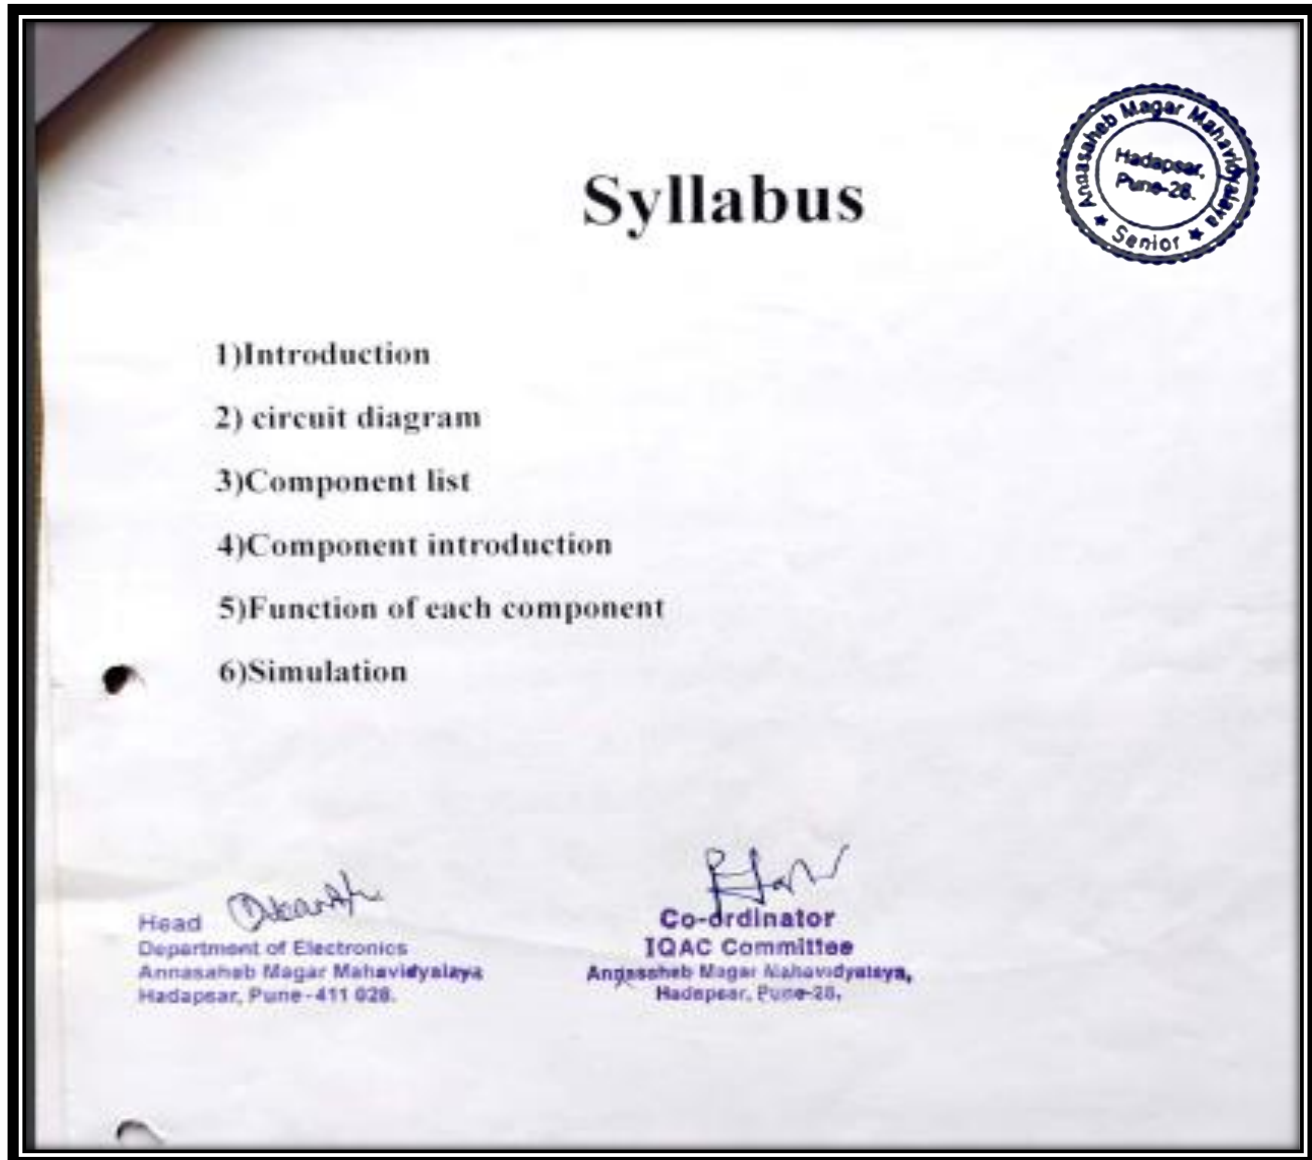 Annasaheb Magar Mahavidyalaya
Hadapsar,
Pune-28.
★ Senior ★
Syllabus
1)Introduction
2) circuit diagram
3)Component list
4)Component introduction
5)Function of each component
6)Simulation
Head
Department of Electronics
Annasaheb Magar Mahavidyalaya
Hadapsar, Pune-411 028.
Co-ordinator
IQAC Committee
Annasaheb Magar Mahavidyalaya,
Hadapsar, Pune-28.